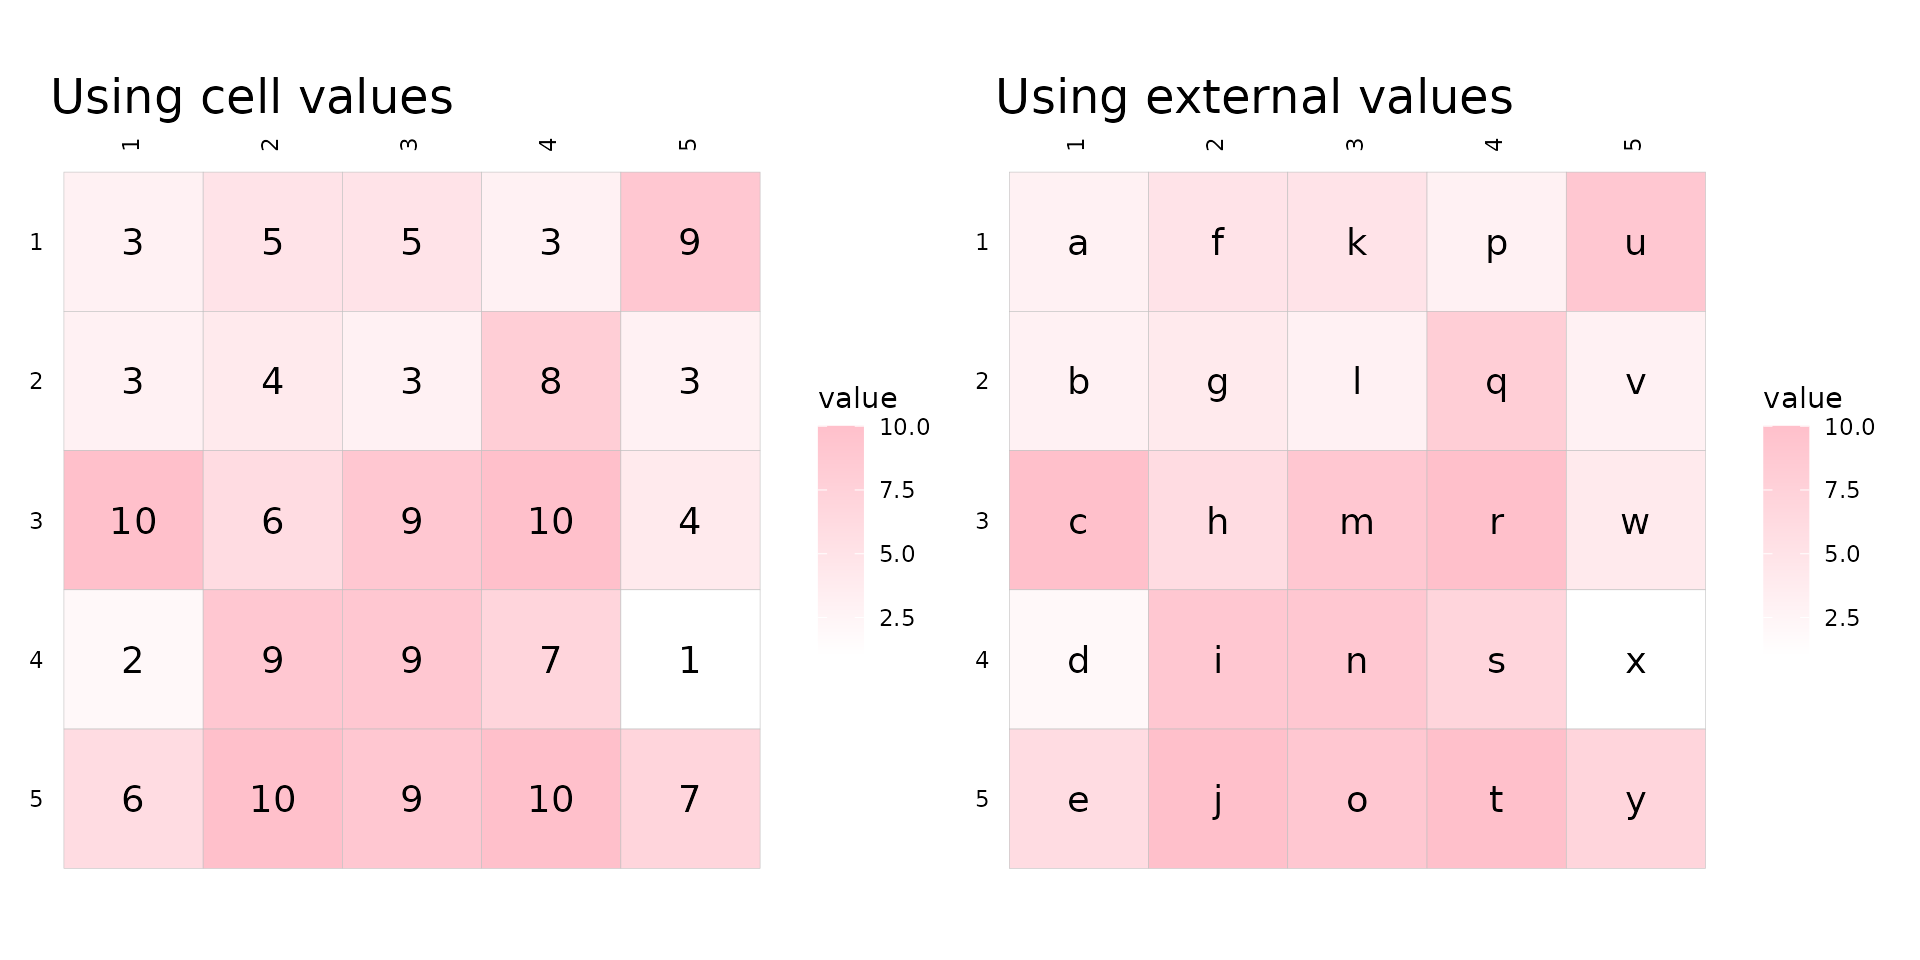 Using cell values
1 2 3 4 5
1 3 5 5 3 9
2 3 4 3 8 3
3 10 6 9 10 4
4 2 9 9 7 1
5 6 10 9 10 7
value
10.0
7.5
5.0
2.5
Using external values
1 2 3 4 5
1 a f k p u
2 b g l q v
3 c h m r w
4 d i n s x
5 e j o t y
value
10.0
7.5
5.0
2.5